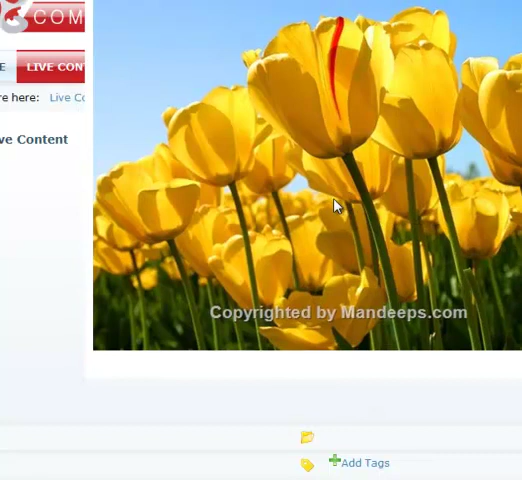 COM
E
LIVE CON
re here: Live Co
ve Content
Copyrighted by Mandeeps.com
Add Tags